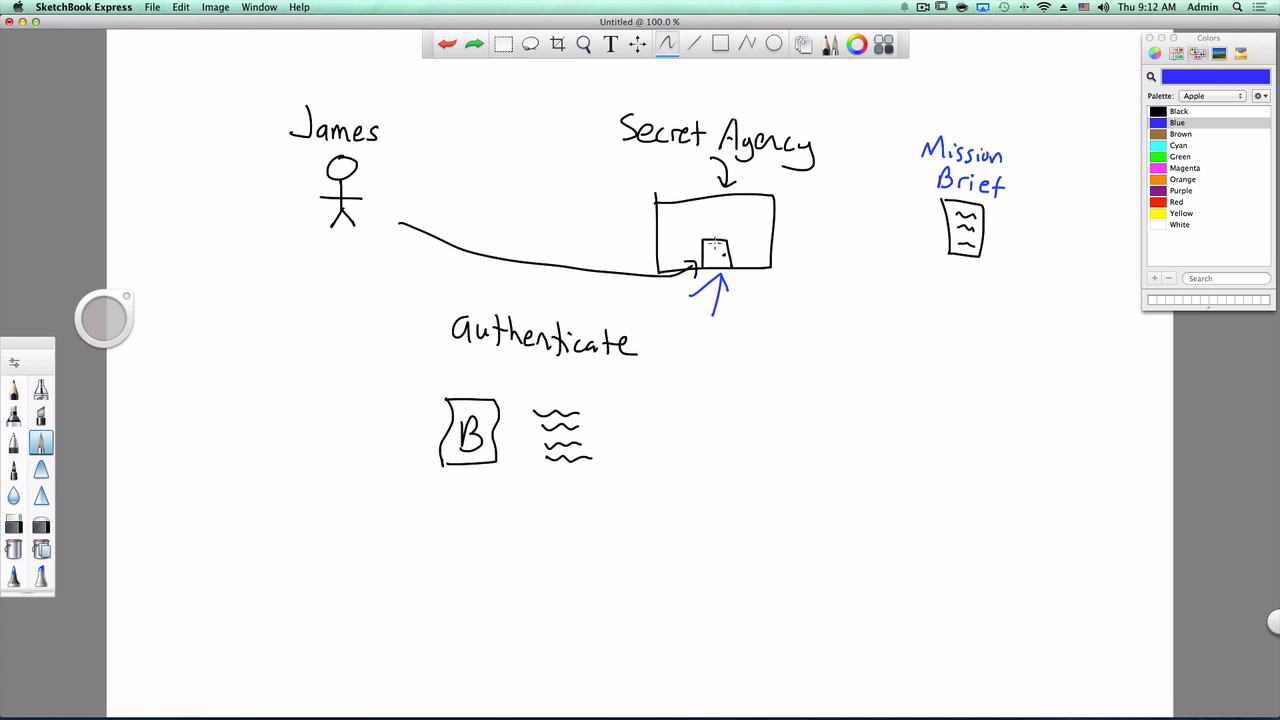 SketchBook Express File Edit Image Window Help Thu 9:12 AM Admin
Untitled @ 100.0 %
T
Colors
Palette: Apple
Black
Blue
Brown
Cyan
Green
Magenta
Orange
Purple
Red
Yellow
White
Search
James
Secret Agency
Mission
Brief
authenticate
B